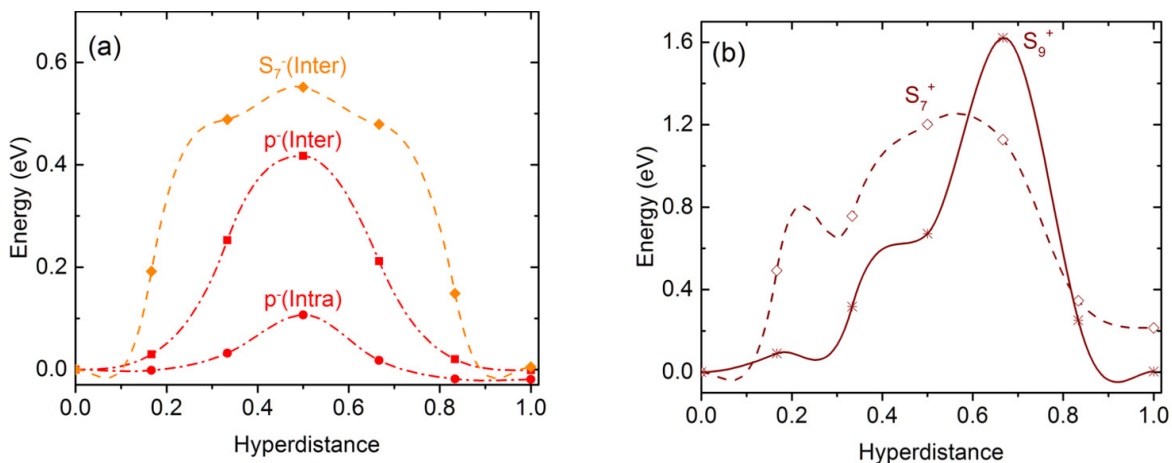 (a)
S₇⁻(Inter)
p⁻(Inter)
p⁻(Intra)
Energy (eV)
0.6
0.4
0.2
0.0
0.0 0.2 0.4 0.6 0.8 1.0
Hyperdistance
(b)
S₉⁺
S₇⁺
Energy (eV)
1.6
1.2
0.8
0.4
0.0
0.0 0.2 0.4 0.6 0.8 1.0
Hyperdistance